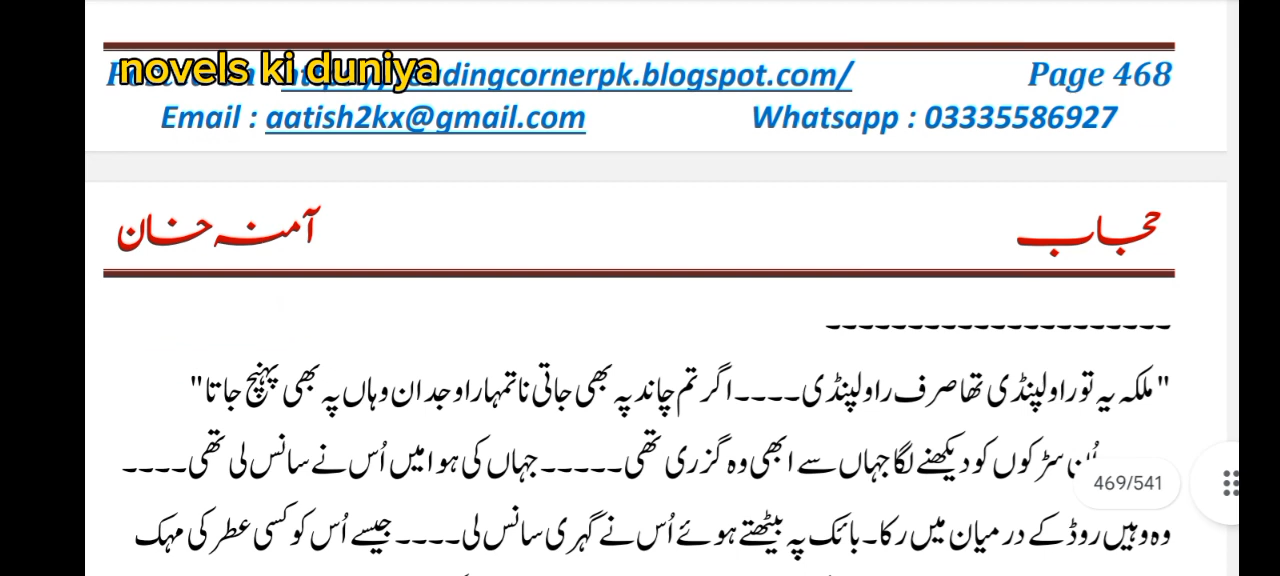 novels ki duniya
dingcornerpk.blogspot.com/ Page 468
Email : aatish2kx@gmail.com Whatsapp : 03335586927
حجاب آمنہ خان
---------------------
"ملکہ یہ تو راولپنڈی تھا صرف راولپنڈی۔۔۔۔ اگر تم چاند پہ بھی جاتی نا تمہارا وجدان وہاں پہ بھی پہنچ جاتا"
سڑکوں کو دیکھنے لگا جہاں سے ابھی وہ گزری تھی۔۔۔۔۔ جہاں کی ہوا میں اُس نے سانس لی تھی۔۔۔۔
469/541
وہ وہیں روڈ کے درمیان میں رکا۔ بائک پہ بیٹھتے ہوئے اُس نے گہری سانس لی۔۔۔۔ جیسے اُس کو کسی عطر کی مہک